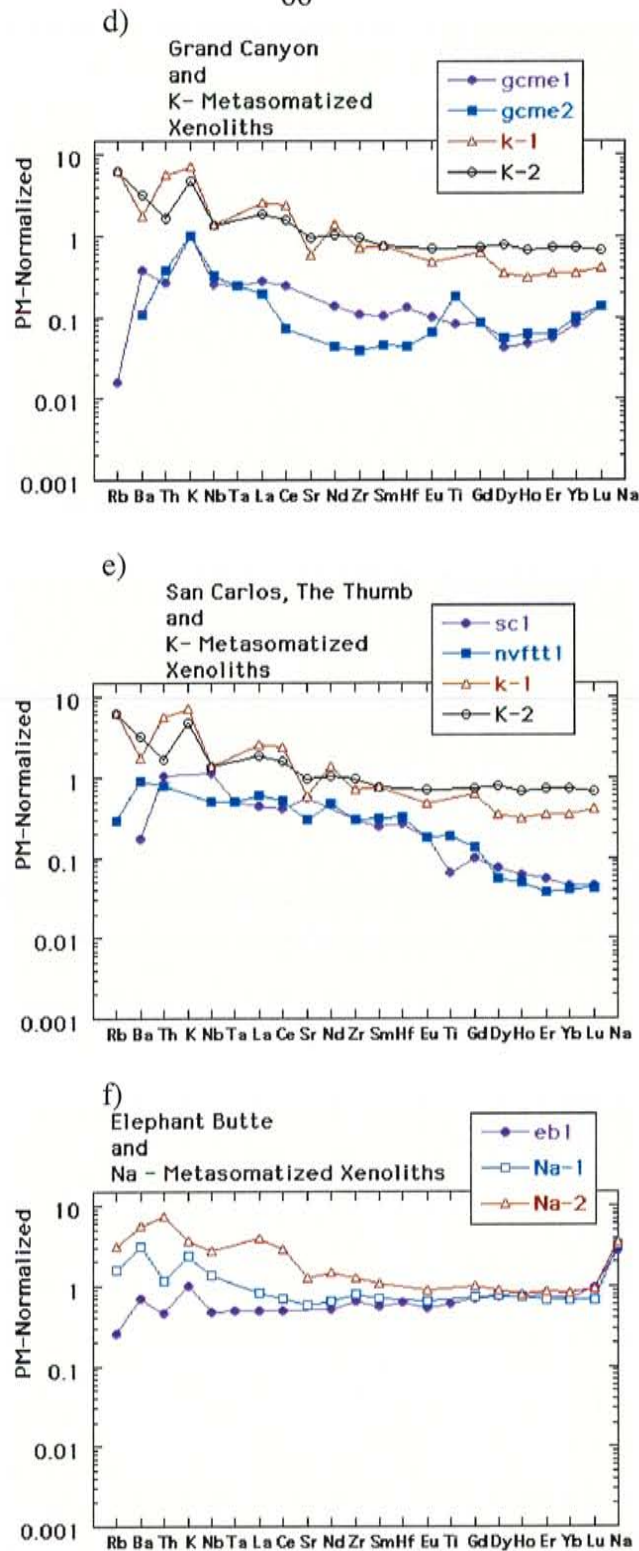 d)
Grand Canyon
and
K- Metasomatized
Xenoliths
gcme1
gcme2
k-1
K-2
PM-Normalized
10
1
0.1
0.01
0.001
Rb Ba Th K Nb Ta La Ce Sr Nd Zr Sm Hf Eu Ti Gd Dy Ho Er Yb Lu Na
e)
San Carlos, The Thumb
and
K- Metasomatized
Xenoliths
sc1
nvftt1
k-1
K-2
PM-Normalized
10
1
0.1
0.01
0.001
Rb Ba Th K Nb Ta La Ce Sr Nd Zr Sm Hf Eu Ti Gd Dy Ho Er Yb Lu Na
f)
Elephant Butte
and
Na - Metasomatized Xenoliths
eb1
Na-1
Na-2
PM-Normalized
10
1
0.1
0.01
0.001
Rb Ba Th K Nb Ta La Ce Sr Nd Zr Sm Hf Eu Ti Gd Dy Ho Er Yb Lu Na